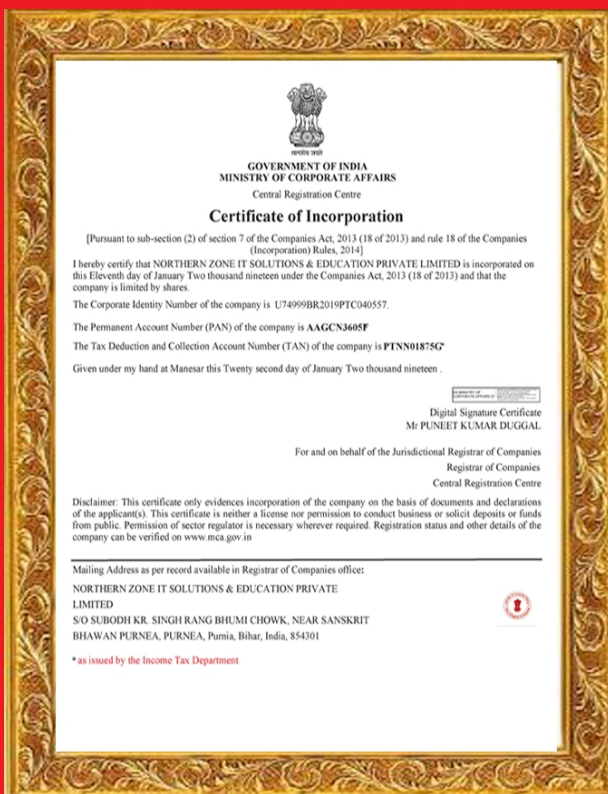 सत्यमेव जयते
GOVERNMENT OF INDIA
MINISTRY OF CORPORATE AFFAIRS
Central Registration Centre
Certificate of Incorporation
[Pursuant to sub-section (2) of section 7 of the Companies Act, 2013 (18 of 2013) and rule 18 of the Companies
(Incorporation) Rules, 2014]
I hereby certify that NORTHERN ZONE IT SOLUTIONS & EDUCATION PRIVATE LIMITED is incorporated on
this Eleventh day of January Two thousand nineteen under the Companies Act, 2013 (18 of 2013) and that the
company is limited by shares.
The Corporate Identity Number of the company is U74999BR2019PTC040557.
The Permanent Account Number (PAN) of the company is AAGCN3605F
The Tax Deduction and Collection Account Number (TAN) of the company is PTNN01875G*
Given under my hand at Manesar this Twenty second day of January Two thousand nineteen .
Digital Signature Certificate
Mr PUNEET KUMAR DUGGAL
For and on behalf of the Jurisdictional Registrar of Companies
Registrar of Companies
Central Registration Centre
Disclaimer: This certificate only evidences incorporation of the company on the basis of documents and declarations
of the applicant(s). This certificate is neither a license nor permission to conduct business or solicit deposits or funds
from public. Permission of sector regulator is necessary wherever required. Registration status and other details of the
company can be verified on www.mca.gov.in
Mailing Address as per record available in Registrar of Companies office:
NORTHERN ZONE IT SOLUTIONS & EDUCATION PRIVATE
LIMITED
S/O SUBODH KR. SINGH RANG BHUMI CHOWK, NEAR SANSKRIT
BHAWAN PURNEA, PURNEA, Purnia, Bihar, India, 854301
* as issued by the Income Tax Department